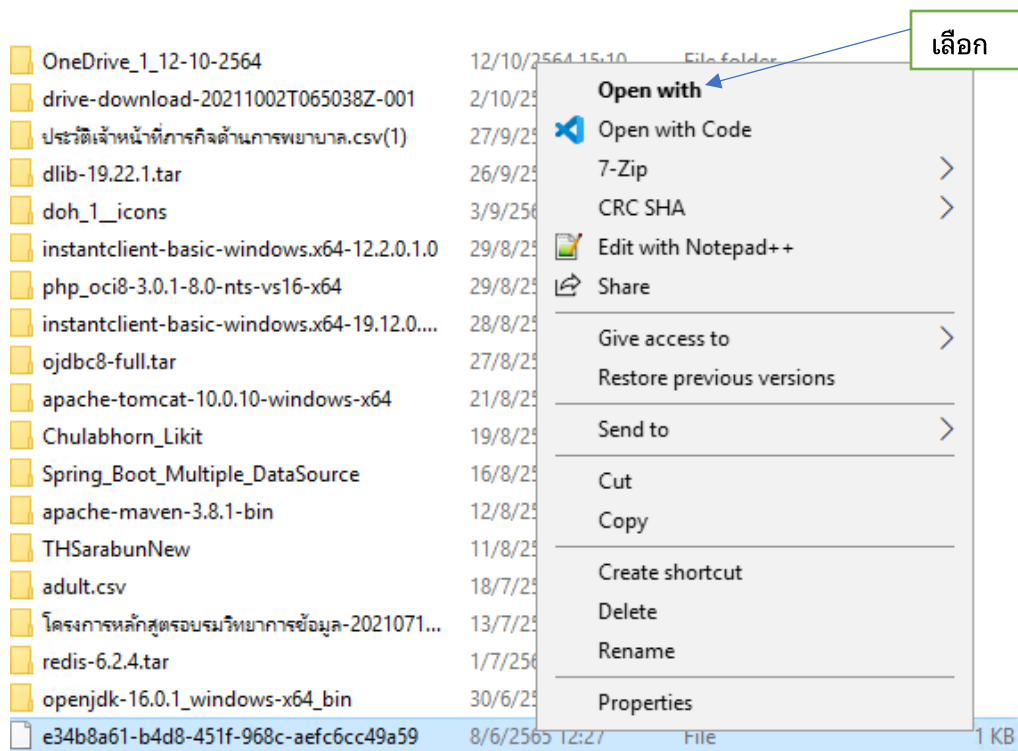 เลือก
OneDrive_1_12-10-2564 12/10/2564 15:10 File folder
drive-download-20211002T065038Z-001 2/10/25
ประวัติเจ้าหน้าที่ภารกิจด้านการพยาบาล.csv(1) 27/9/25
dlib-19.22.1.tar 26/9/25
doh_1__icons 3/9/256
instantclient-basic-windows.x64-12.2.0.1.0 29/8/25
php_oci8-3.0.1-8.0-nts-vs16-x64 29/8/25
instantclient-basic-windows.x64-19.12.0.... 28/8/25
ojdbc8-full.tar 27/8/25
apache-tomcat-10.0.10-windows-x64 21/8/25
Chulabhorn_Likit 19/8/25
Spring_Boot_Multiple_DataSource 16/8/25
apache-maven-3.8.1-bin 12/8/25
THSarabunNew 11/8/25
adult.csv 18/7/25
โครงการหลักสูตรอบรมวิทยาการข้อมูล-2021071... 13/7/25
redis-6.2.4.tar 1/7/256
openjdk-16.0.1_windows-x64_bin 30/6/25
e34b8a61-b4d8-451f-968c-aefc6cc49a59 8/6/2565 12:27 File 1 KB
Open with
Open with Code
7-Zip
CRC SHA
Edit with Notepad++
Share
Give access to
Restore previous versions
Send to
Cut
Copy
Create shortcut
Delete
Rename
Properties